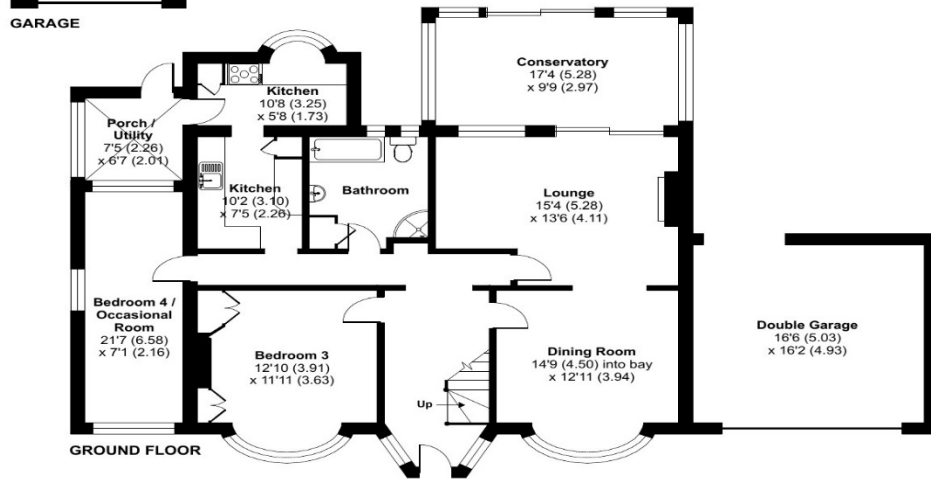 GARAGE
Conservatory
17'4 (5.28)
x 9'9 (2.97)
Kitchen
10'8 (3.25)
x 5'8 (1.73)
Porch /
Utility
7'5 (2.26)
x 6'7 (2.01)
Kitchen
10'2 (3.10)
x 7'5 (2.26)
Bathroom
Lounge
15'4 (5.28)
x 13'6 (4.11)
Bedroom 4 /
Occasional
Room
21'7 (6.58)
x 7'1 (2.16)
Bedroom 3
12'10 (3.91)
x 11'11 (3.63)
Up
Dining Room
14'9 (4.50) into bay
x 12'11 (3.94)
Double Garage
16'6 (5.03)
x 16'2 (4.93)
GROUND FLOOR